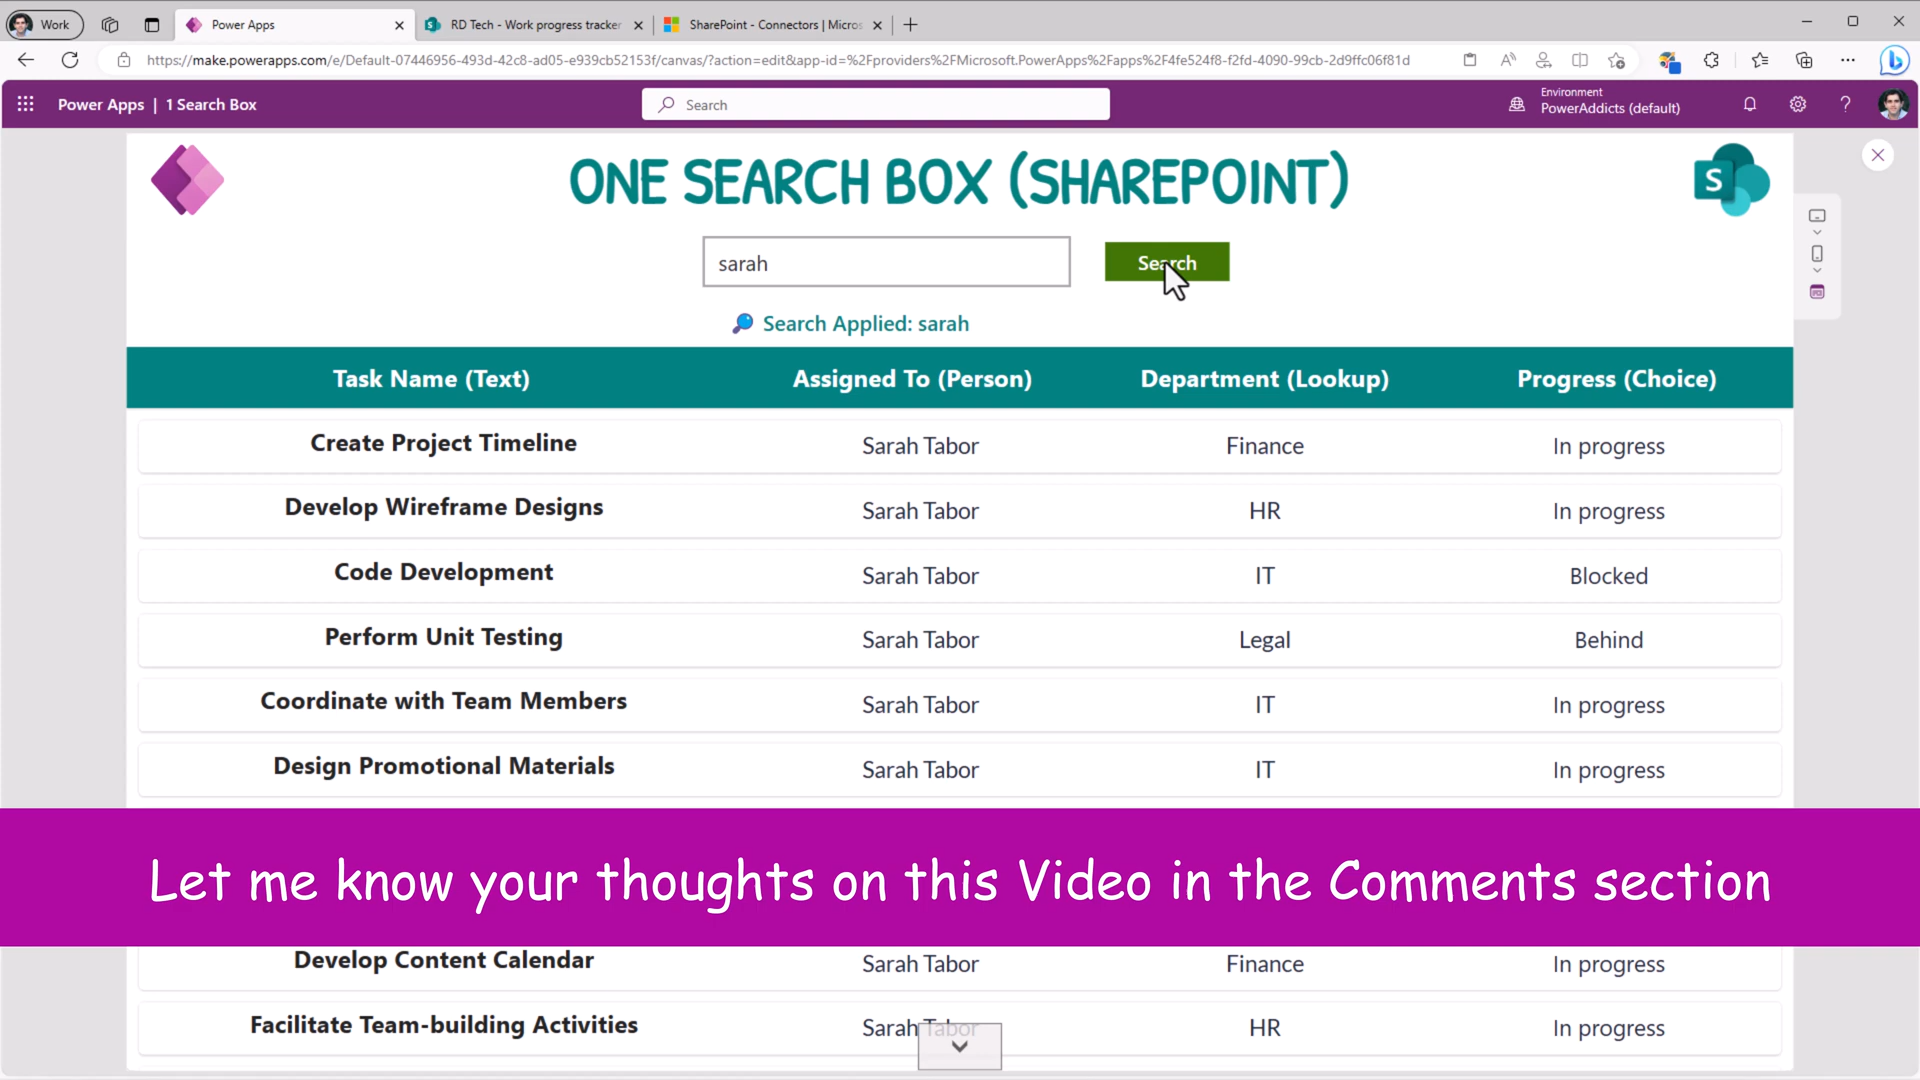 Work
Power Apps
RD Tech - Work progress tracker
SharePoint - Connectors | Micros
https://make.powerapps.com/e/Default-07446956-493d-42c8-ad05-e939cb52153f/canvas/?action=edit&app-id=%2Fproviders%2FMicrosoft.PowerApps%2Fapps%2F4fe524f8-f2fd-4090-99cb-2d9ffc06f81d
Power Apps | 1 Search Box
Search
Environment
PowerAddicts (default)
ONE SEARCH BOX (SHAREPOINT)
S
sarah
Search
Search Applied: sarah
Task Name (Text) Assigned To (Person) Department (Lookup) Progress (Choice)
Create Project Timeline Sarah Tabor Finance In progress
Develop Wireframe Designs Sarah Tabor HR In progress
Code Development Sarah Tabor IT Blocked
Perform Unit Testing Sarah Tabor Legal Behind
Coordinate with Team Members Sarah Tabor IT In progress
Design Promotional Materials Sarah Tabor IT In progress
Let me know your thoughts on this Video in the Comments section
Develop Content Calendar Sarah Tabor Finance In progress
Facilitate Team-building Activities Sarah Tabor HR In progress